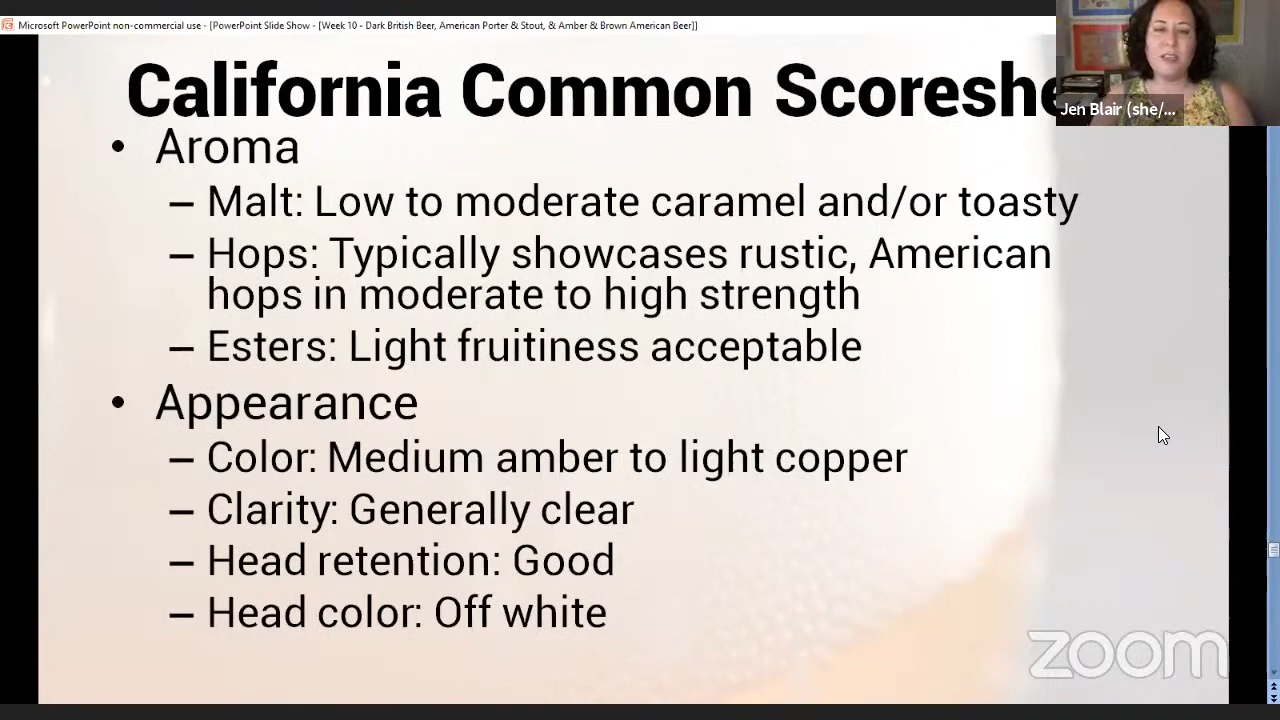 Microsoft PowerPoint non-commercial use - [PowerPoint Slide Show - [Week 10 - Dark British Beer, American Porter & Stout, & Amber & Brown American Beer]]
California Common Scoreshe
Jen Blair (she/...
• Aroma
– Malt: Low to moderate caramel and/or toasty
– Hops: Typically showcases rustic, American
hops in moderate to high strength
– Esters: Light fruitiness acceptable
• Appearance
– Color: Medium amber to light copper
– Clarity: Generally clear
– Head retention: Good
– Head color: Off white
zoom